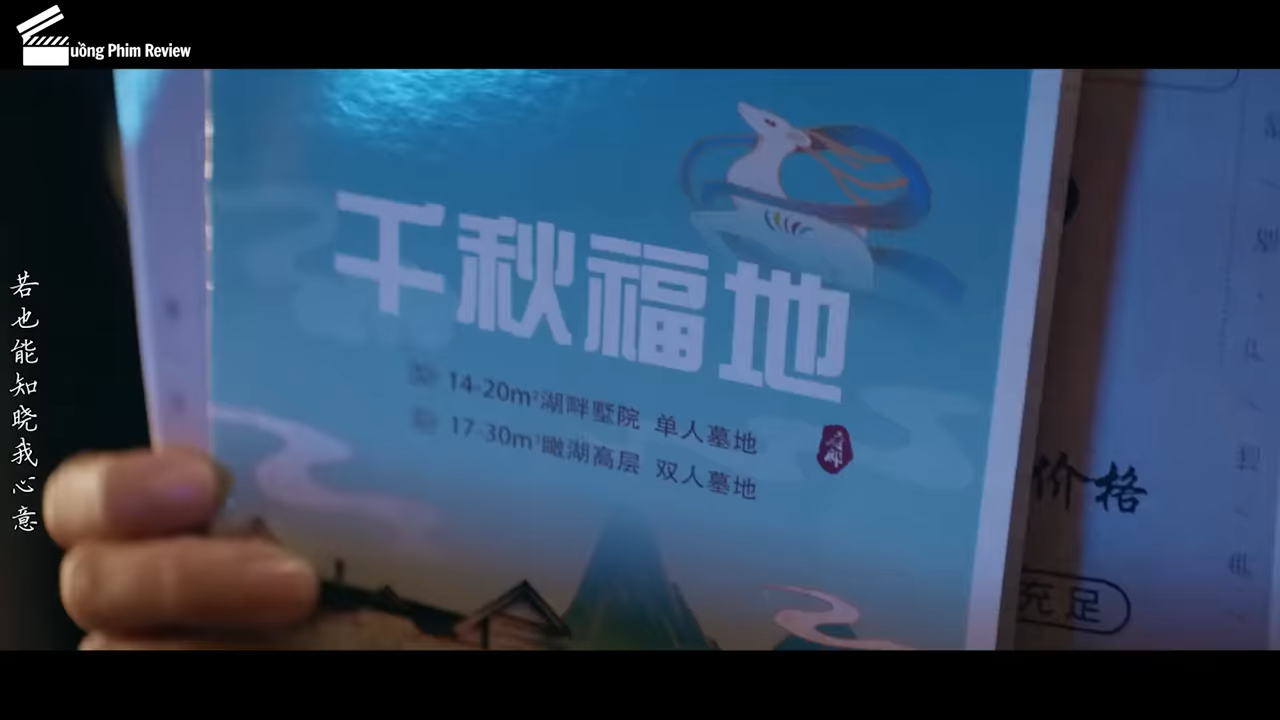 uồng Phim Review
千秋福地
14-20m²湖畔墅院 单人墓地
17-30m²瞰湖高层 双人墓地
若也能知晓我心意
价格
充足